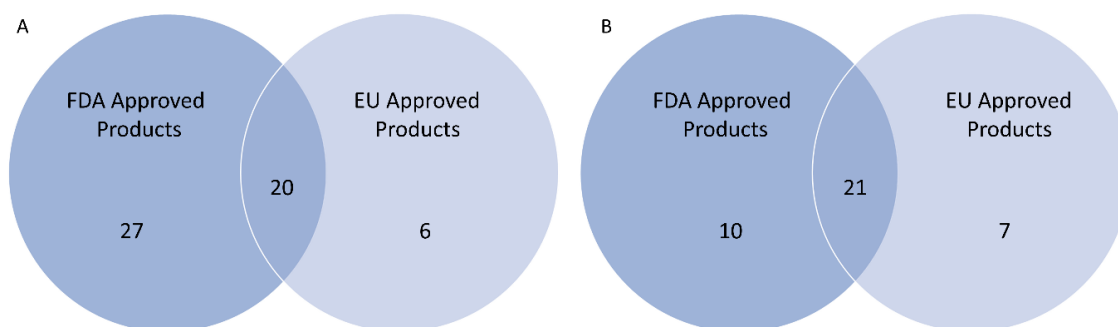 A
FDA Approved
Products
EU Approved
Products
20
27
6
B
FDA Approved
Products
EU Approved
Products
21
10
7